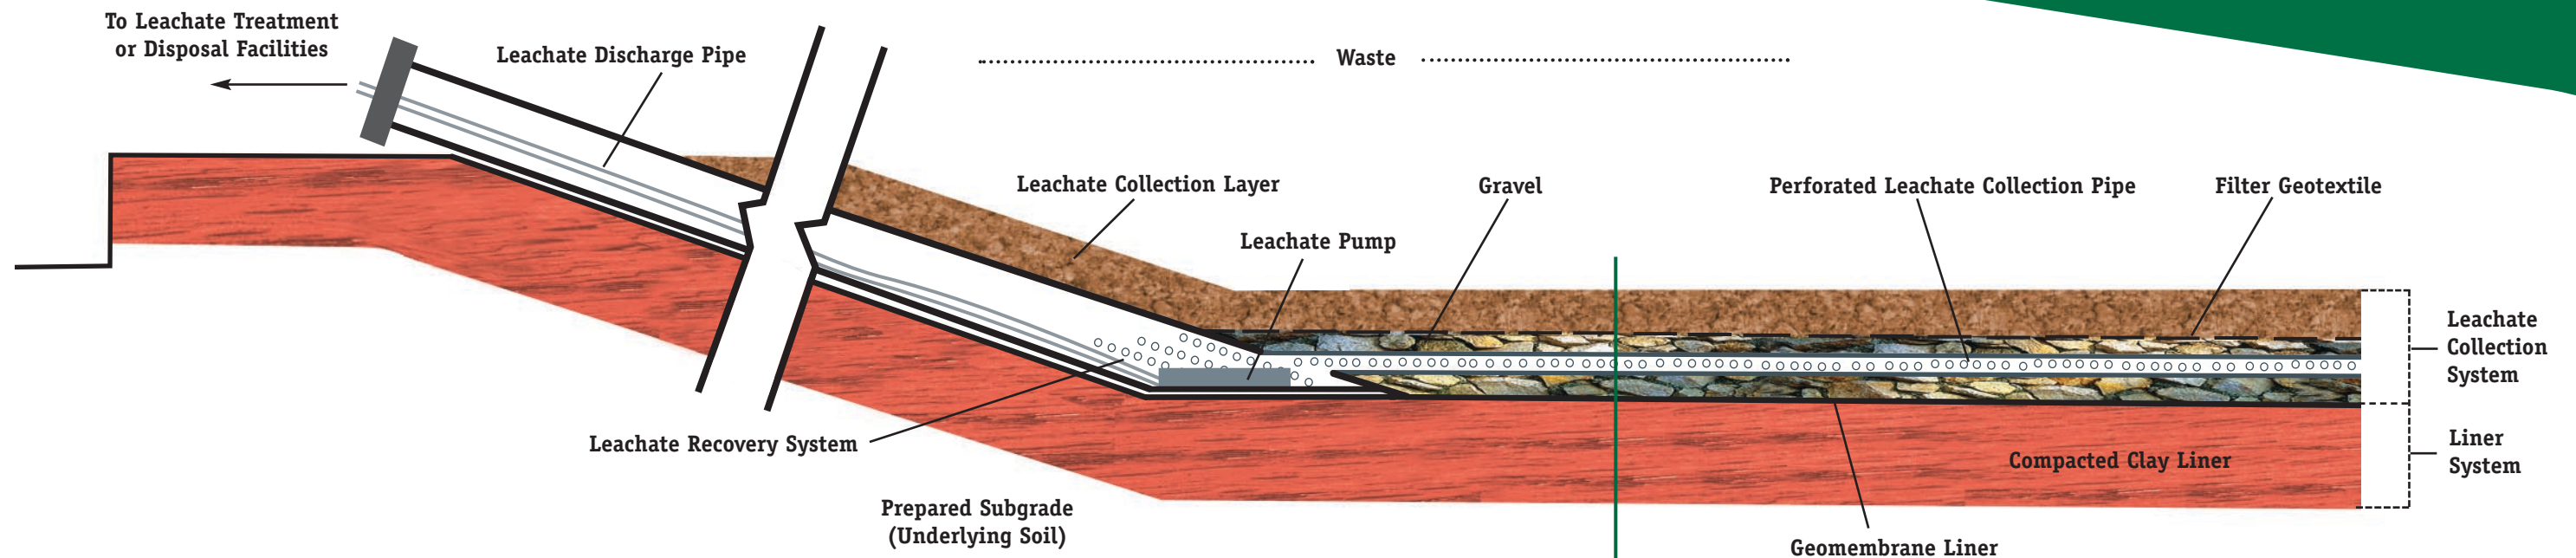 To Leachate Treatment
or Disposal Facilities
Leachate Discharge Pipe
Waste
Leachate Collection Layer
Gravel
Perforated Leachate Collection Pipe
Filter Geotextile
Leachate Pump
Leachate
Collection
System
Leachate Recovery System
Liner
System
Compacted Clay Liner
Prepared Subgrade
(Underlying Soil)
Geomembrane Liner